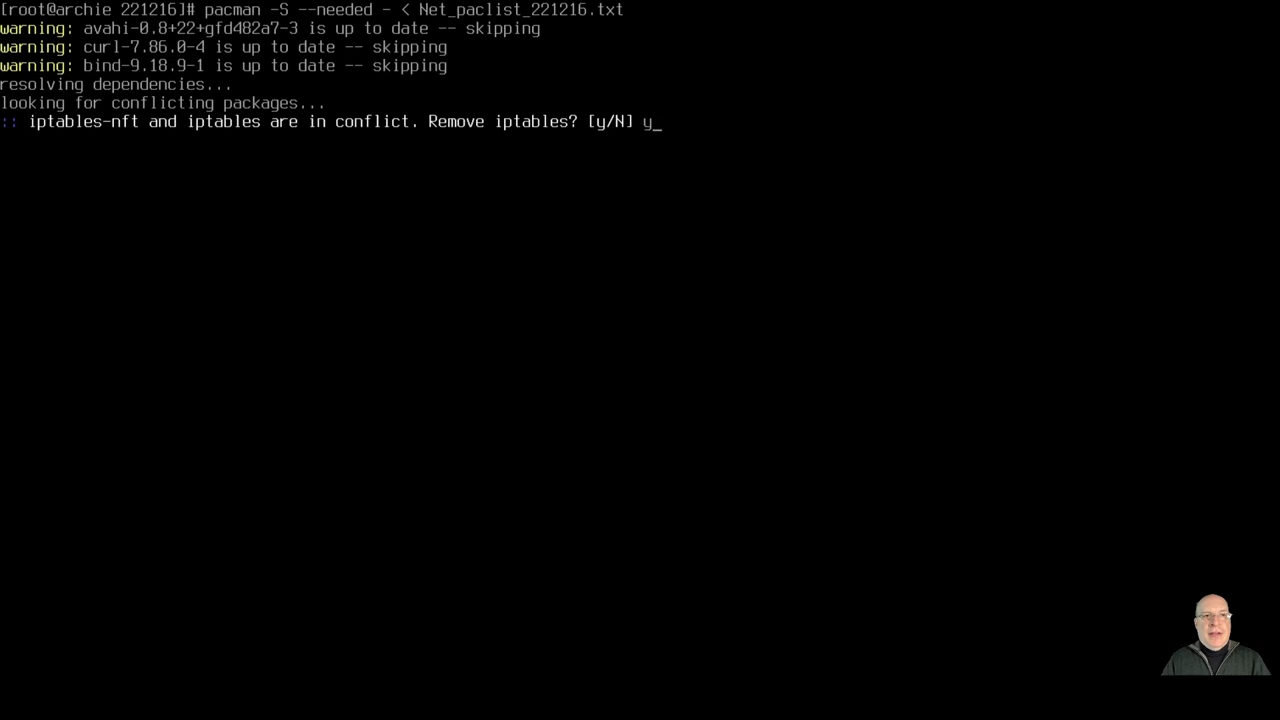 [root@archie 221216]# pacman -S --needed - < Net_paclist_221216.txt
warning: avahi-0.8+22+gfd482a7-3 is up to date -- skipping
warning: curl-7.86.0-4 is up to date -- skipping
warning: bind-9.18.9-1 is up to date -- skipping
resolving dependencies...
looking for conflicting packages...
:: iptables-nft and iptables are in conflict. Remove iptables? [y/N] y_